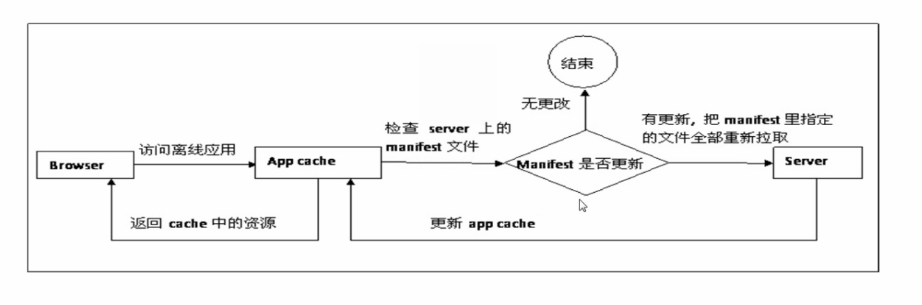 结束
无更改
有更新, 把 manifest 里指定
的文件全部重新拉取
检查 server 上的
manifest 文件
访问离线应用
Browser
App cache
Manifest 是否更新
Server
返回 cache 中的资源
更新 app cache